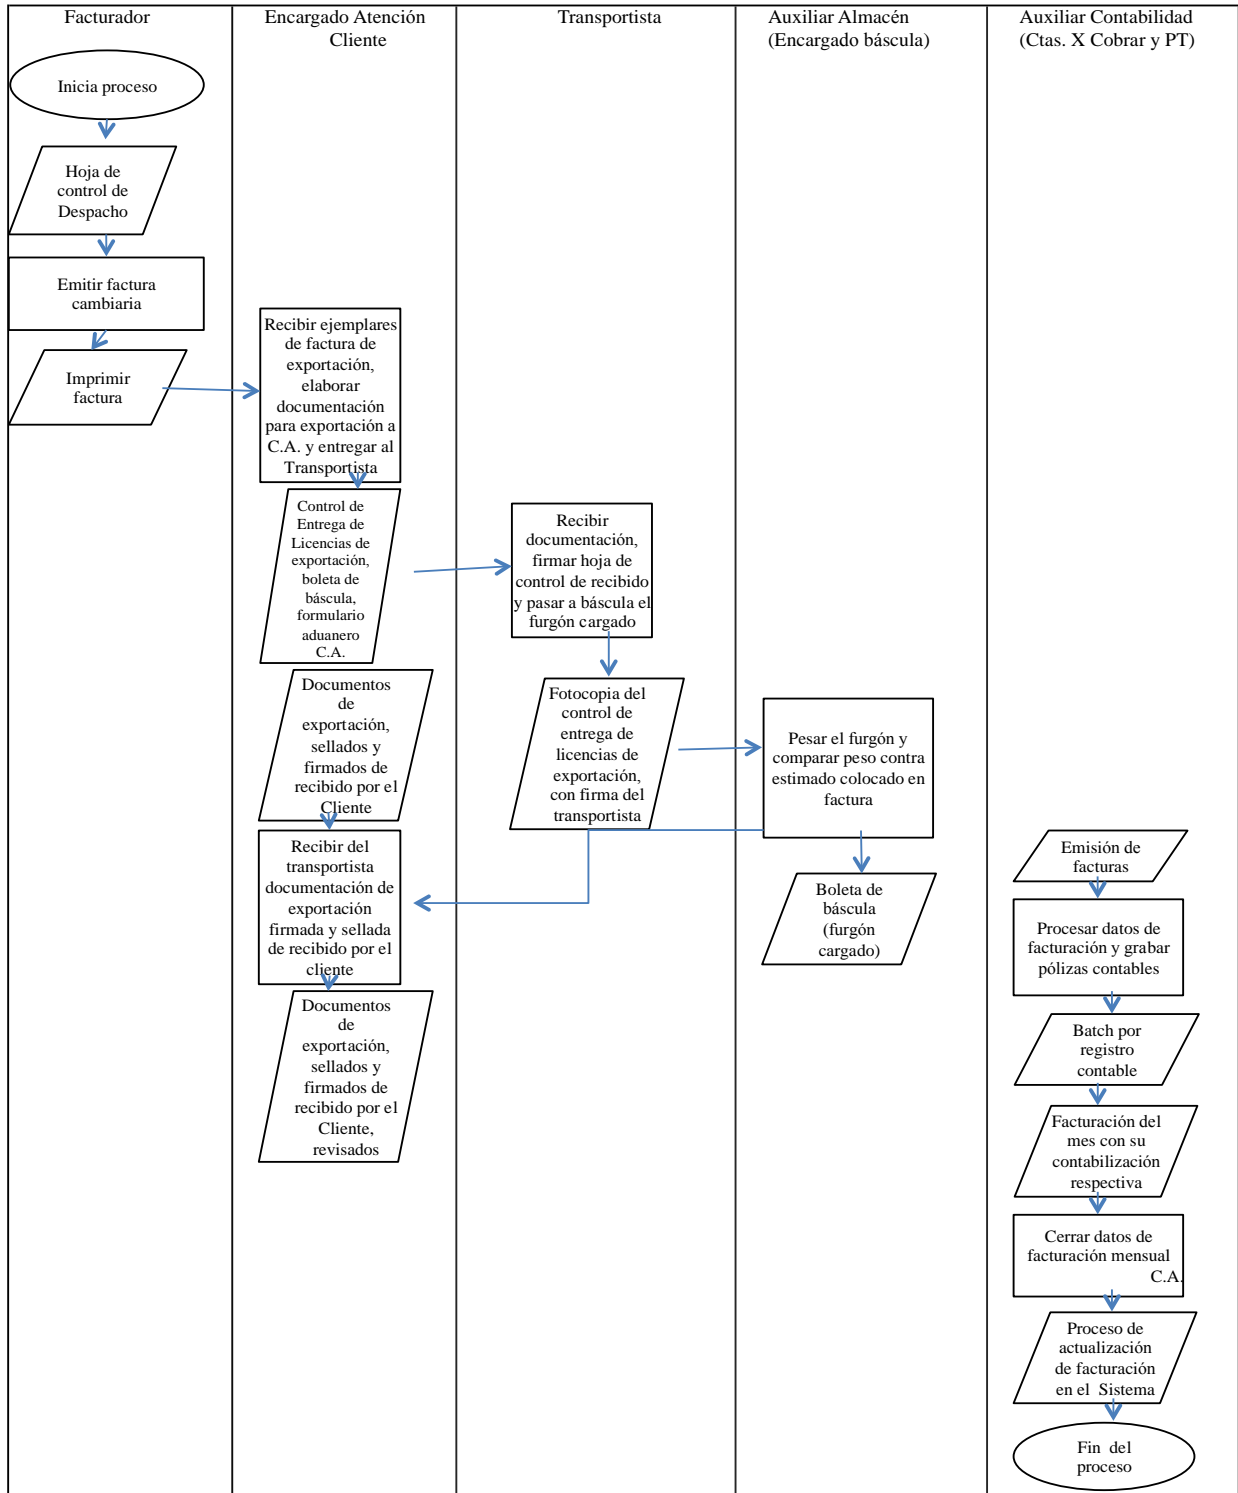 Facturador
Encargado Atención
Cliente
Transportista
Auxiliar Almacén
(Encargado báscula)
Auxiliar Contabilidad
(Ctas. X Cobrar y PT)
Inicia proceso
Hoja de
control de
Despacho
Emitir factura
cambiaria
Imprimir
factura
Recibir ejemplares
de factura de
exportación,
elaborar
documentación
para exportación a
C.A. y entregar al
Transportista
Control de
Entrega de
Licencias de
exportación,
boleta de
báscula,
formulario
aduanero
C.A.
Documentos
de
exportación,
sellados y
firmados de
recibido por el
Cliente
Recibir del
transportista
documentación de
exportación
firmada y sellada
de recibido por el
cliente
Documentos
de
exportación,
sellados y
firmados de
recibido por el
Cliente,
revisados
Recibir
documentación,
firmar hoja de
control de recibido
y pasar a báscula el
furgón cargado
Fotocopia del
control de
entrega de
licencias de
exportación,
con firma del
transportista
Pesar el furgón y
comparar peso contra
estimado colocado en
factura
Boleta de
báscula
(furgón
cargado)
Emisión de
facturas
Procesar datos de
facturación y grabar
pólizas contables
Batch por
registro
contable
Facturación del
mes con su
contabilización
respectiva
Cerrar datos de
facturación mensual
C.A.
Proceso de
actualización
de facturación
en el Sistema
Fin del
proceso